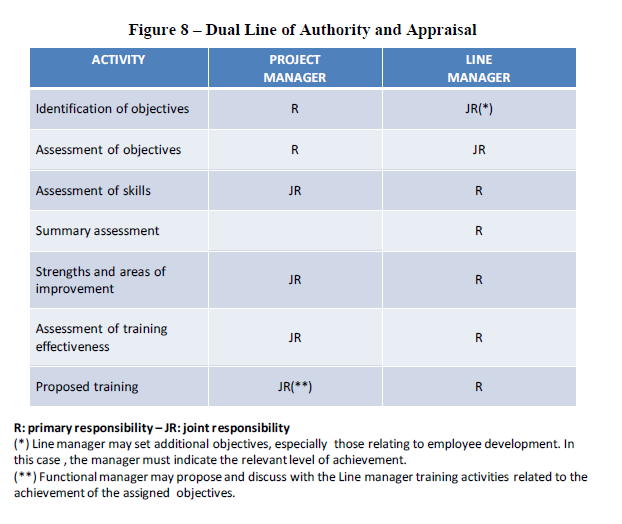 Figure 8 – Dual Line of Authority and Appraisal
ACTIVITY PROJECT MANAGER LINE MANAGER
Identification of objectives R JR(*)
Assessment of objectives R JR
Assessment of skills JR R
Summary assessment R
Strengths and areas of improvement JR R
Assessment of training effectiveness JR R
Proposed training JR(**) R
R: primary responsibility – JR: joint responsibility
(*) Line manager may set additional objectives, especially those relating to employee development. In
this case , the manager must indicate the relevant level of achievement.
(**) Functional manager may propose and discuss with the Line manager training activities related to the
achievement of the assigned objectives.